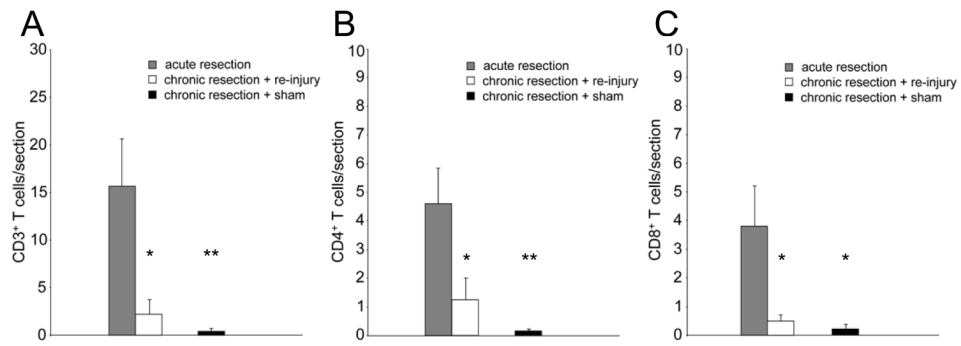 A
CD3+ T cells/section
30
25
20
15
10
5
0
acute resection
chronic resection + re-injury
chronic resection + sham
*
**
B
CD4+ T cells/section
10
9
8
7
6
5
4
3
2
1
0
acute resection
chronic resection + re-injury
chronic resection + sham
*
**
C
CD8+ T cells/section
10
9
8
7
6
5
4
3
2
1
0
acute resection
chronic resection + re-injury
chronic resection + sham
*
*